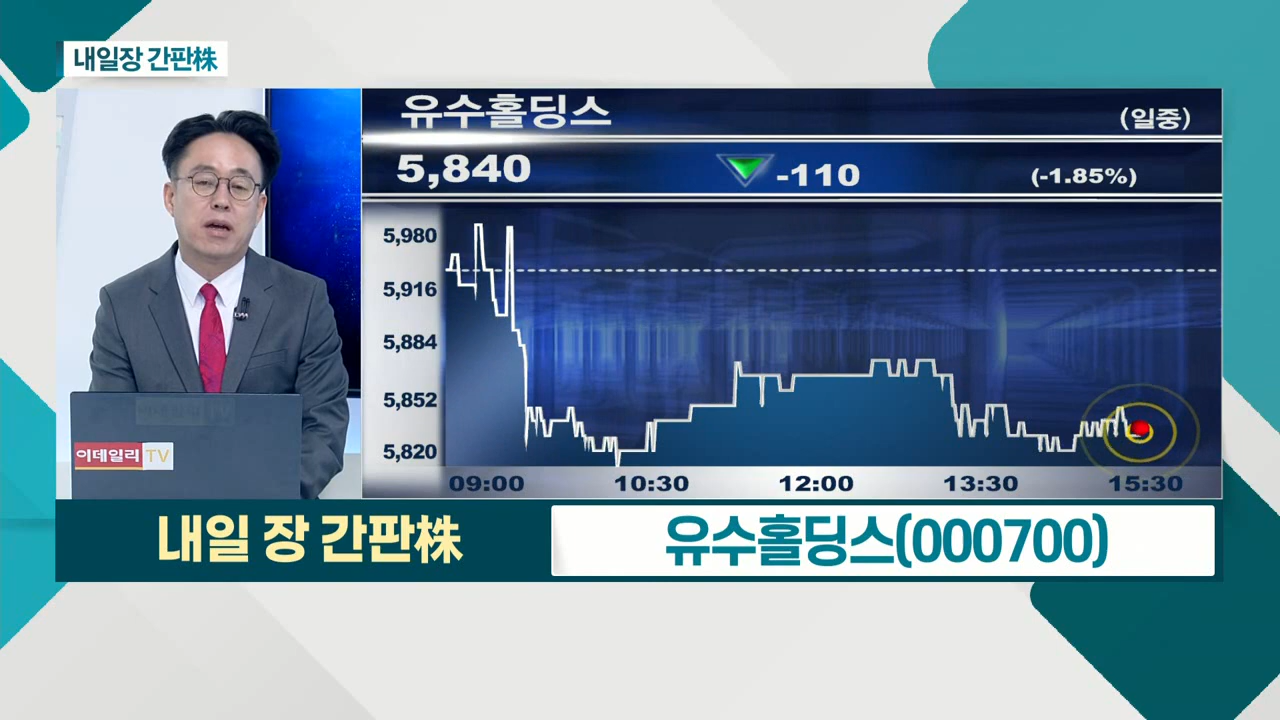 내일장 간판株
유수홀딩스
(일중)
5,840
-110
(-1.85%)
5,980
5,916
5,884
5,852
5,820
09:00
10:30
12:00
13:30
15:30
이데일리TV
내일 장 간판株
유수홀딩스(000700)